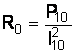 R₀ = P₁₀ / I₁₀²